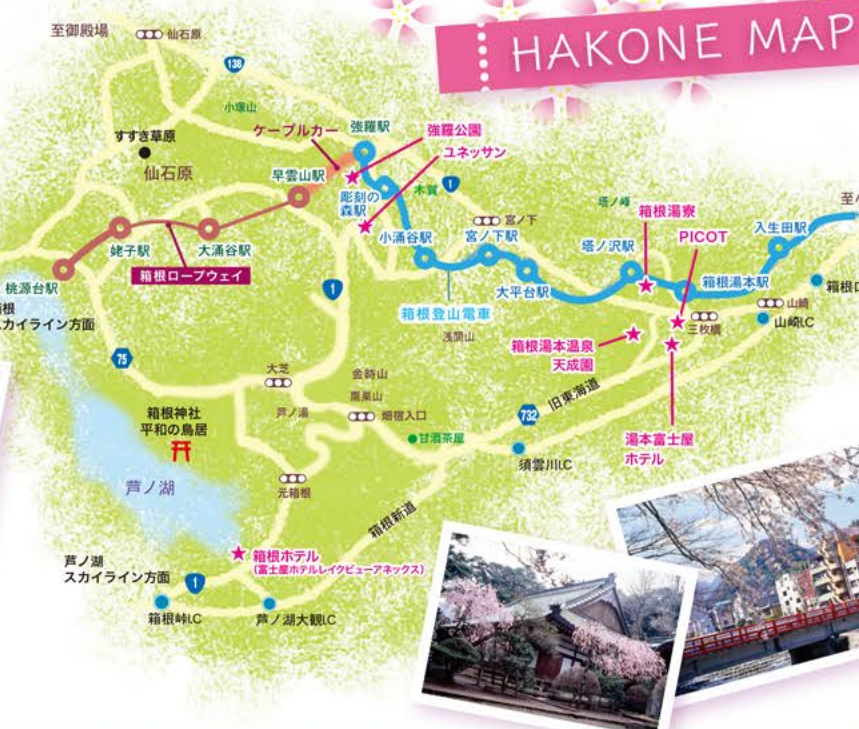 HAKONE MAP
至御殿場
仙石原
138
小塚山
ケーブルカー
強羅駅
強羅公園
ユネッサン
すすき草原
仙石原
早雲山駅
彫刻の
森駅
木賀
1
塔ノ峰
箱根湯寮
PICOT
入生田駅
姥子駅
大涌谷駅
小涌谷駅
宮ノ下
宮ノ下駅
塔ノ沢駅
箱根湯本駅
箱根ロープウェイ
桃源台駅
大平台駅
カイライン方面
1
箱根登山電車
浅間山
山崎
三枚橋
山崎I.C
箱根湯本温泉
天成園
75
大芝
金時山
鷹巣山
芦ノ湯
畑宿入口
旧東海道
732
箱根神社
平和の鳥居
甘酒茶屋
須雲川I.C
湯本富士屋
ホテル
芦ノ湖
元箱根
箱根新道
箱根ホテル
(富士屋ホテルレイクビューアネックス)
芦ノ湖
スカイライン方面
1
箱根峠I.C
芦ノ湖大観I.C